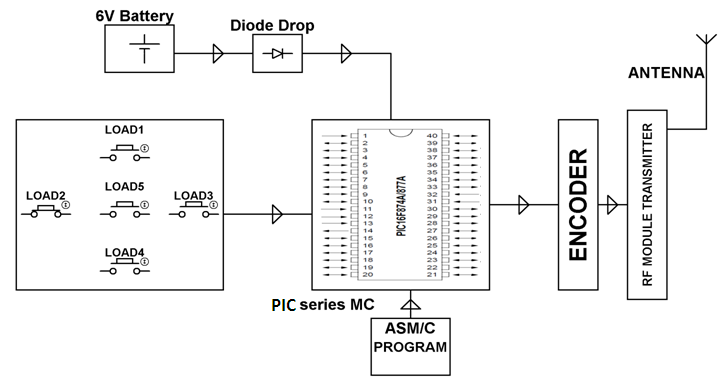 6V Battery
Diode Drop
ANTENNA
LOAD1
LOAD2
LOAD5
LOAD3
LOAD4
1
2
3
4
5
6
7
8
9
10
11
12
13
14
15
16
17
18
19
20
PIC16F874A/877A
40
39
38
37
36
35
34
33
32
31
30
29
28
27
26
25
24
23
22
21
ENCODER
RF MODULE TRANSMITTER
PIC series MC
ASM/C
PROGRAM